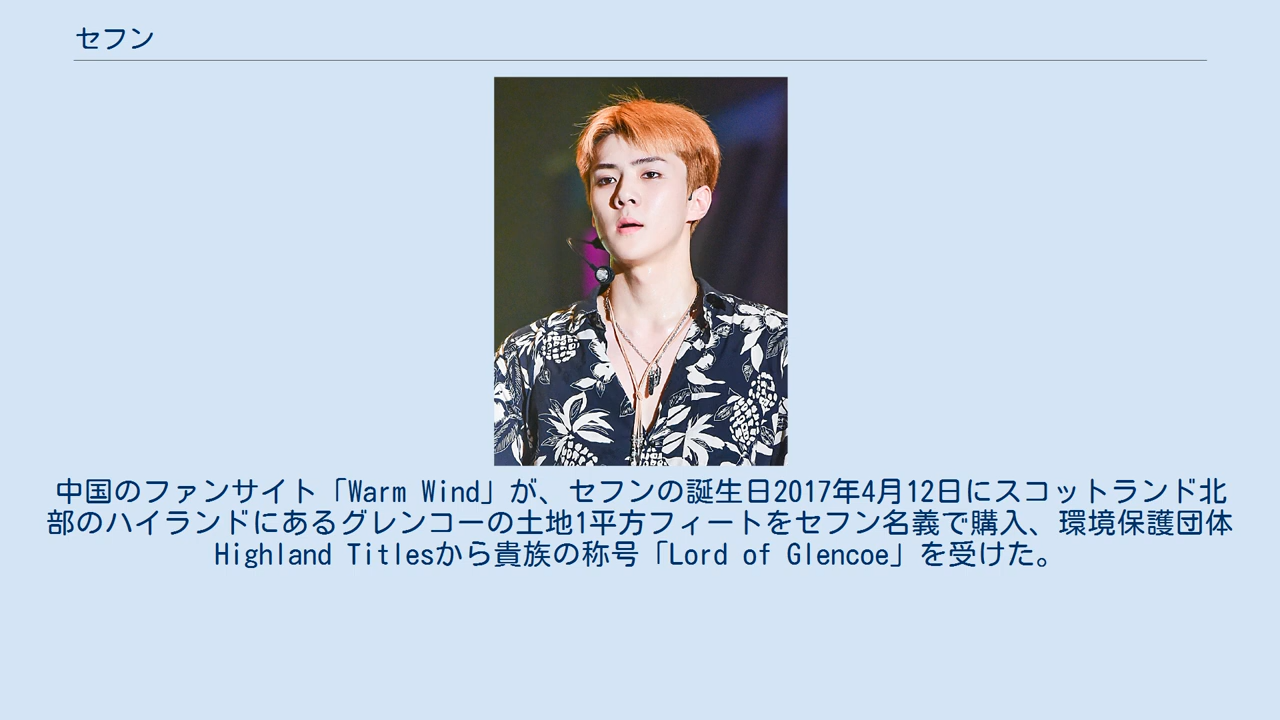 セフン
中国のファンサイト「Warm Wind」が、セフンの誕生日2017年4月12日にスコットランド北
部のハイランドにあるグレンコーの土地1平方フィートをセフン名義で購入、環境保護団体
Highland Titlesから貴族の称号「Lord of Glencoe」を受けた。